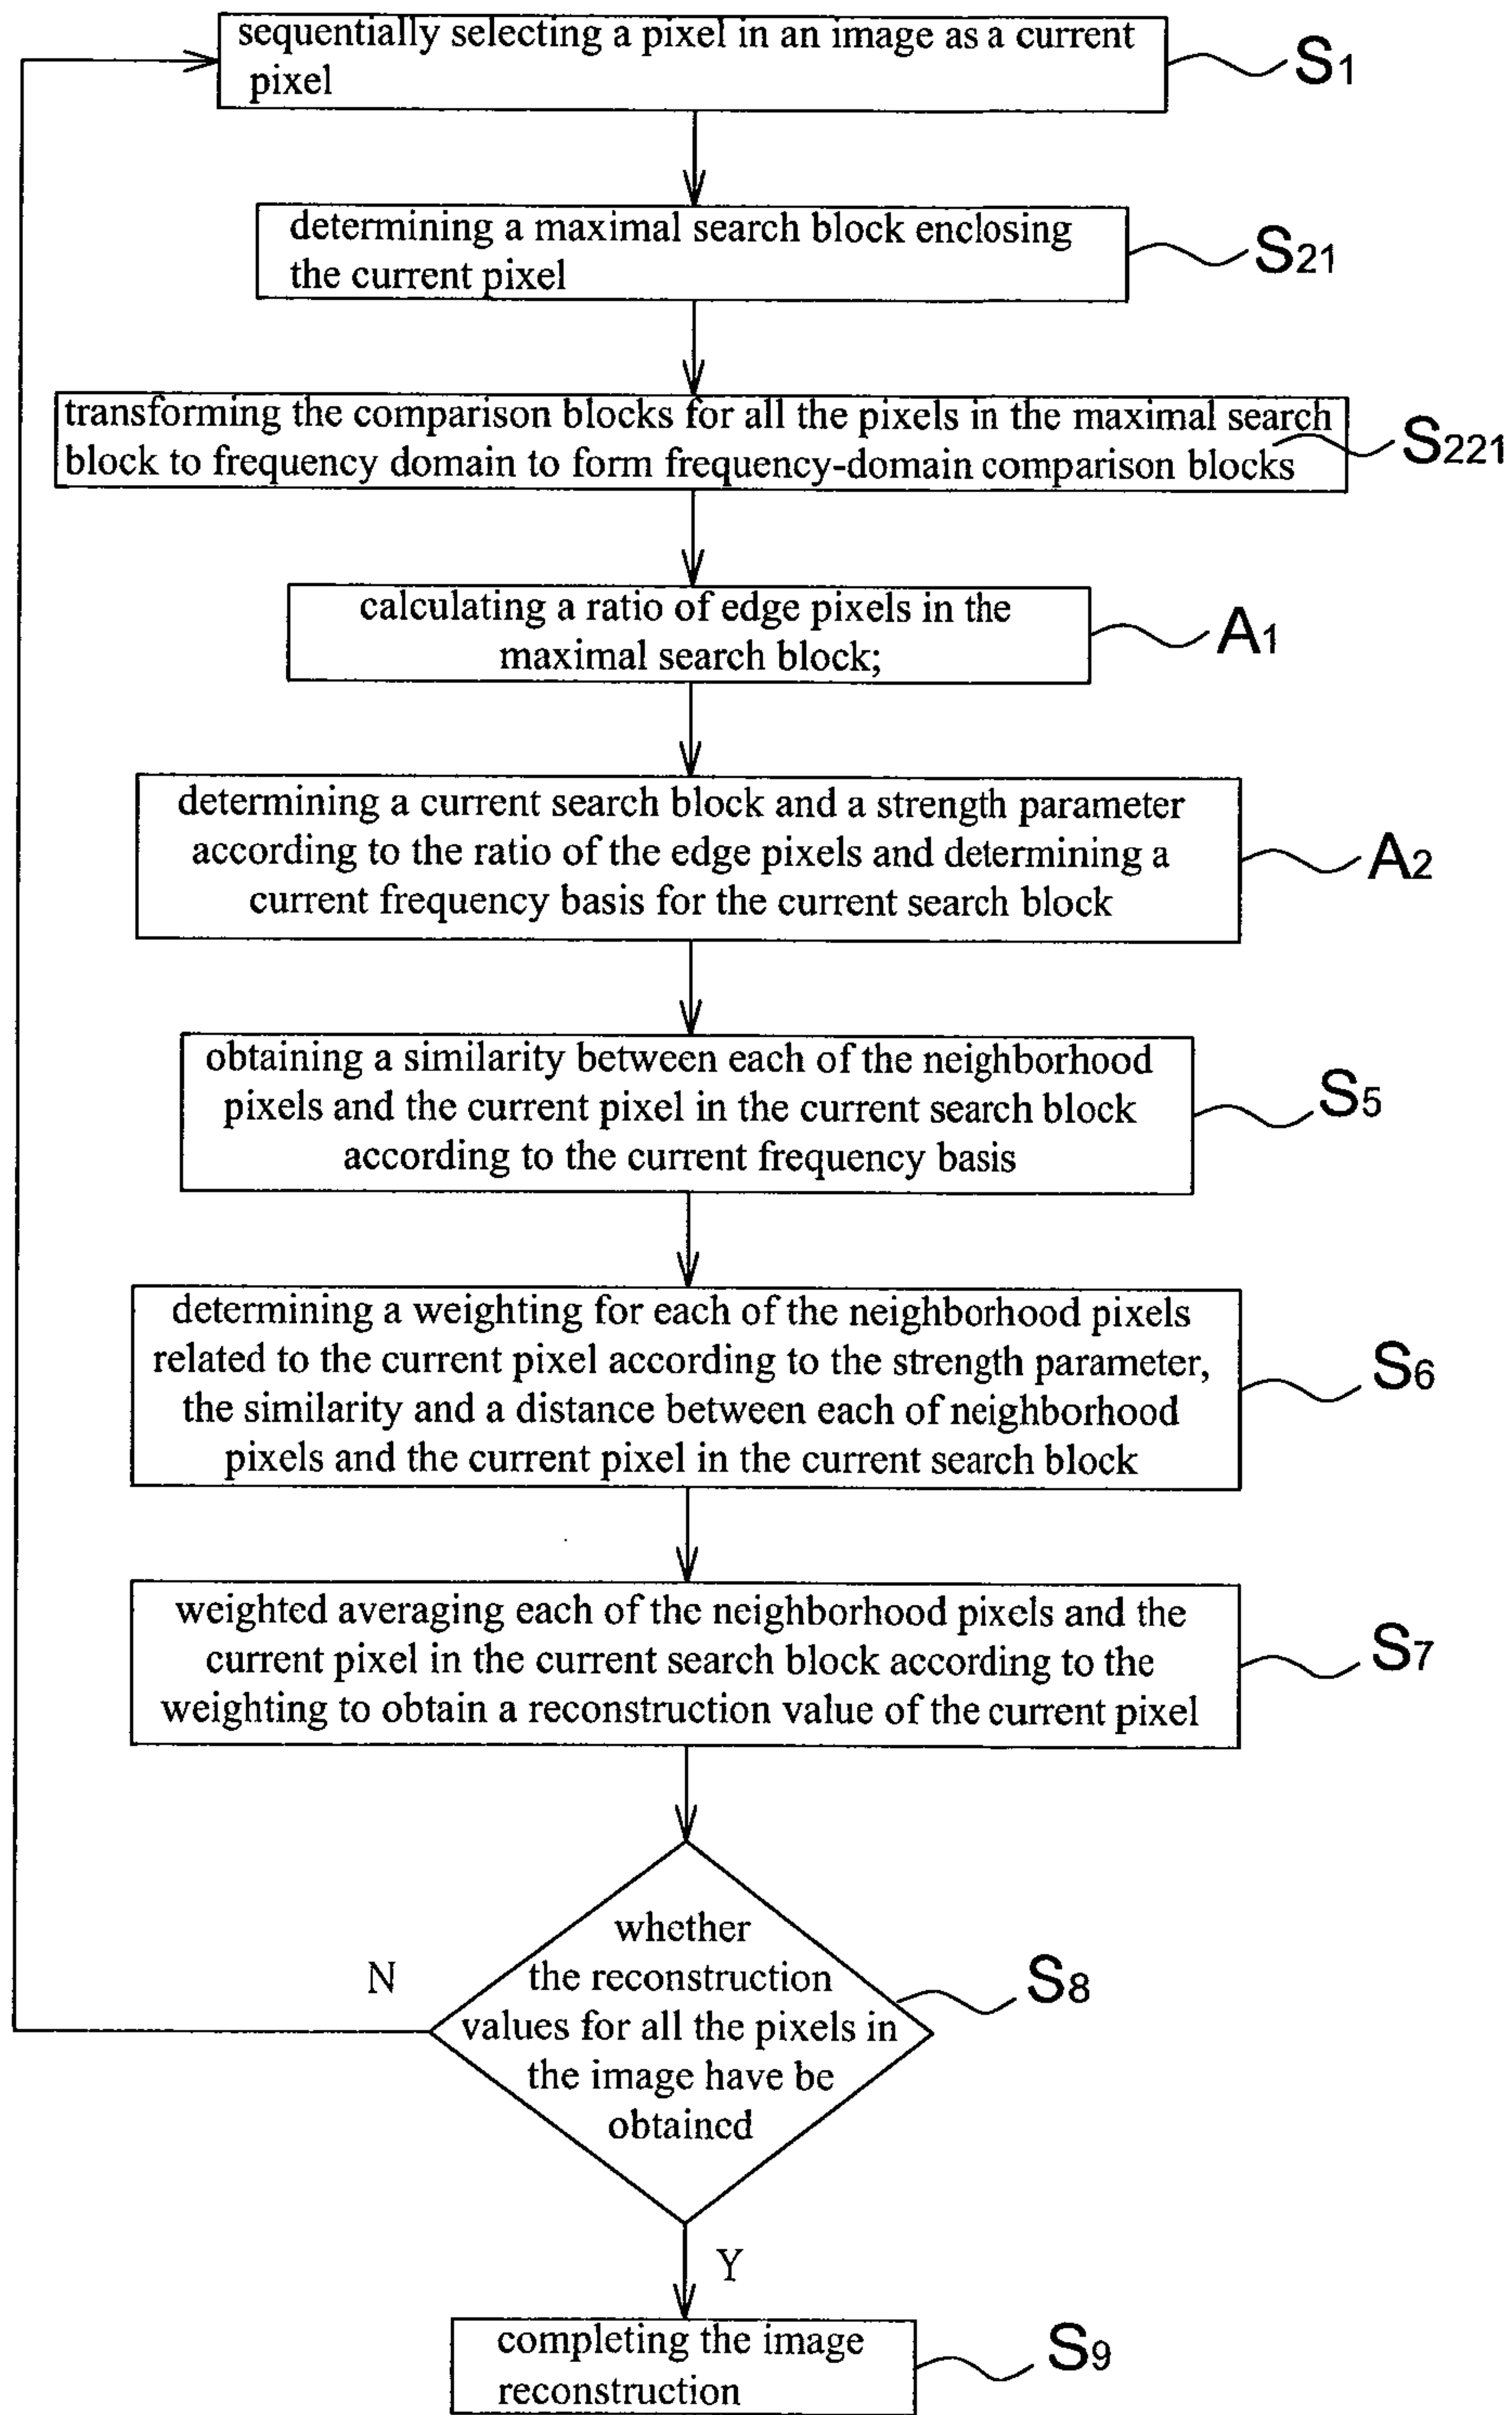 sequentially selecting a pixel in an image as a current
pixel
S1
determining a maximal search block enclosing
the current pixel
S21
transforming the comparison blocks for all the pixels in the maximal search
block to frequency domain to form frequency-domain comparison blocks
S221
calculating a ratio of edge pixels in the
maximal search block;
A1
determining a current search block and a strength parameter
according to the ratio of the edge pixels and determining a
current frequency basis for the current search block
A2
obtaining a similarity between each of the neighborhood
pixels and the current pixel in the current search block
according to the current frequency basis
S5
determining a weighting for each of the neighborhood pixels
related to the current pixel according to the strength parameter,
the similarity and a distance between each of neighborhood
pixels and the current pixel in the current search block
S6
weighted averaging each of the neighborhood pixels and the
current pixel in the current search block according to the
weighting to obtain a reconstruction value of the current pixel
S7
whether
the reconstruction
values for all the pixels in
the image have be
obtained
N
S8
Y
completing the image
reconstruction
S9